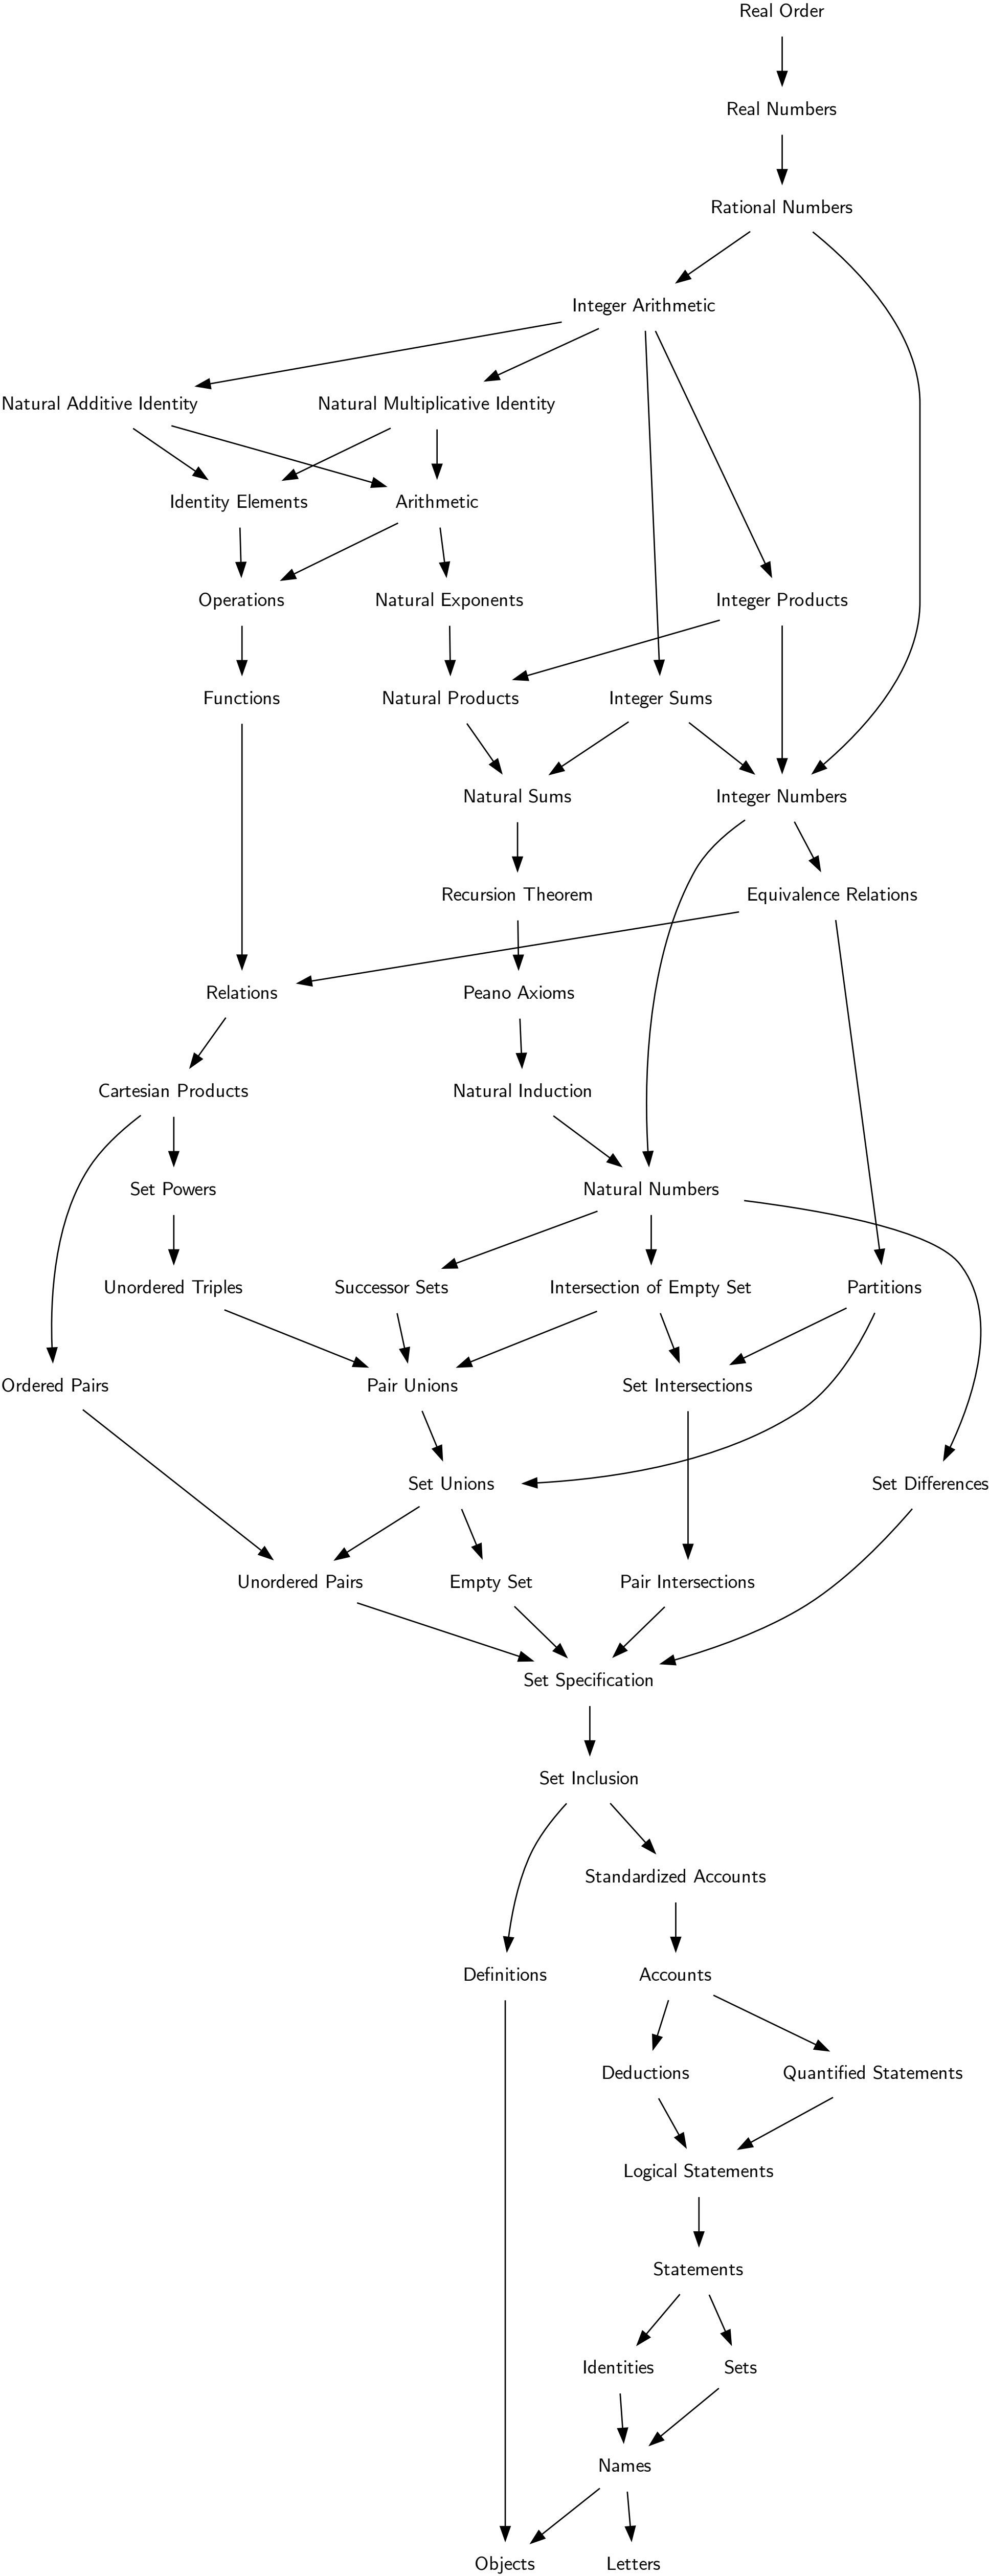 Real Order
Real Numbers
Rational Numbers
Integer Arithmetic
Natural Additive Identity
Natural Multiplicative Identity
Identity Elements
Arithmetic
Operations
Natural Exponents
Integer Products
Functions
Natural Products
Integer Sums
Natural Sums
Integer Numbers
Recursion Theorem
Equivalence Relations
Relations
Peano Axioms
Cartesian Products
Natural Induction
Set Powers
Natural Numbers
Unordered Triples
Successor Sets
Intersection of Empty Set
Partitions
Ordered Pairs
Pair Unions
Set Intersections
Set Unions
Set Differences
Unordered Pairs
Empty Set
Pair Intersections
Set Specification
Set Inclusion
Standardized Accounts
Definitions
Accounts
Deductions
Quantified Statements
Logical Statements
Statements
Identities
Sets
Names
Objects
Letters